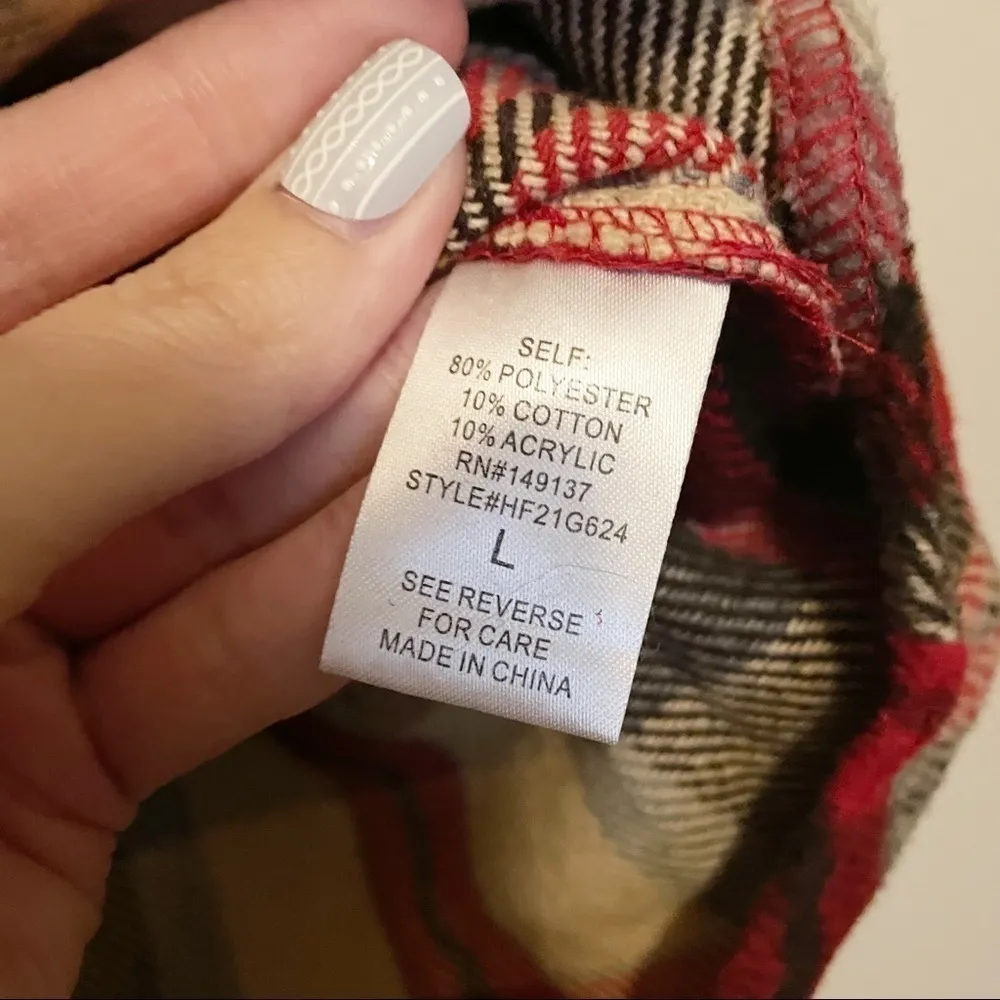 SELF:
80% POLYESTER
10% COTTON
10% ACRYLIC
RN#149137
STYLE#HF21G624
L
SEE REVERSE
FOR CARE
MADE IN CHINA